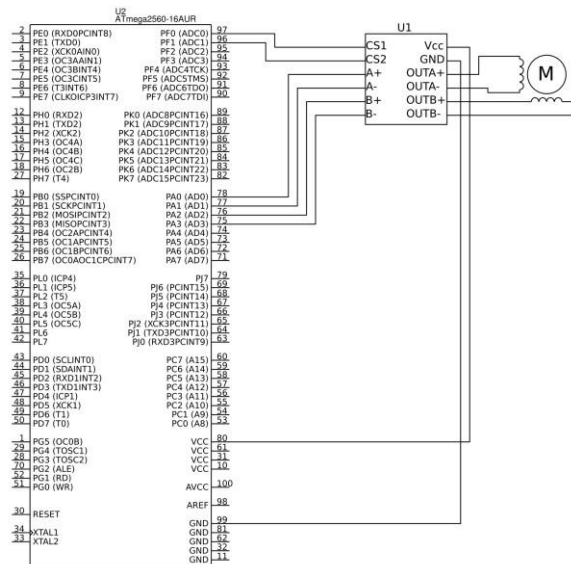 U2
ATmega2560-16AUR
2 PE0 (RXD0PCINT8) PF0 (ADC0) 97
3 PE1 (TXD0) PF1 (ADC1) 96
4 PE2 (XCK0AIN0) PF2 (ADC2) 95
5 PE3 (OC3AAIN1) PF3 (ADC3) 94
6 PE4 (OC3BINT4) PF4 (ADC4TCK) 93
7 PE5 (OC3CINT5) PF5 (ADC5TMS) 92
8 PE6 (T3INT6) PF6 (ADC6TDO) 91
9 PE7 (CLKOICP3INT7) PF7 (ADC7TDI) 90
12 PH0 (RXD2) PK0 (ADC8PCINT16) 89
13 PH1 (TXD2) PK1 (ADC9PCINT17) 88
14 PH2 (XCK2) PK2 (ADC10PCINT18) 87
15 PH3 (OC4A) PK3 (ADC11PCINT19) 86
16 PH4 (OC4B) PK4 (ADC12PCINT20) 85
17 PH5 (OC4C) PK5 (ADC13PCINT21) 84
18 PH6 (OC2B) PK6 (ADC14PCINT22) 83
27 PH7 (T4) PK7 (ADC15PCINT23) 82
19 PB0 (SSPCINT0) PA0 (AD0) 78
20 PB1 (SCKPCINT1) PA1 (AD1) 77
21 PB2 (MOSIPCINT2) PA2 (AD2) 76
22 PB3 (MISOPCINT3) PA3 (AD3) 75
23 PB4 (OC2APCINT4) PA4 (AD4) 74
24 PB5 (OC1APCINT5) PA5 (AD5) 73
25 PB6 (OC1BPCINT6) PA6 (AD6) 72
26 PB7 (OC0AOC1CPCINT7) PA7 (AD7) 71
35 PL0 (ICP4) PJ7 79
36 PL1 (ICP5) PJ6 (PCINT15) 69
37 PL2 (T5) PJ5 (PCINT14) 68
38 PL3 (OC5A) PJ4 (PCINT13) 67
39 PL4 (OC5B) PJ3 (PCINT12) 66
40 PL5 (OC5C) PJ2 (XCK3PCINT11) 65
41 PL6 PJ1 (TXD3PCINT10) 64
42 PL7 PJ0 (RXD3PCINT9) 63
43 PD0 (SCLINT0) PC7 (A15) 60
44 PD1 (SDAINT1) PC6 (A14) 59
45 PD2 (RXD1INT2) PC5 (A13) 58
46 PD3 (TXD1INT3) PC4 (A12) 57
47 PD4 (ICP1) PC3 (A11) 56
48 PD5 (XCK1) PC2 (A10) 55
49 PD6 (T1) PC1 (A9) 54
50 PD7 (T0) PC0 (A8) 53
1 PG5 (OC0B) VCC 80
29 PG4 (TOSC1) VCC 61
28 PG3 (TOSC2) VCC 31
70 PG2 (ALE) VCC 10
52 PG1 (RD)
51 PG0 (WR) AVCC 100
AREF 98
30 RESET
GND 99
34 XTAL1 GND 81
33 XTAL2 GND 62
GND 32
GND 11
U1
CS1 Vcc
CS2 GND
A+ OUTA+
A- OUTA-
B+ OUTB+
B- OUTB-
M